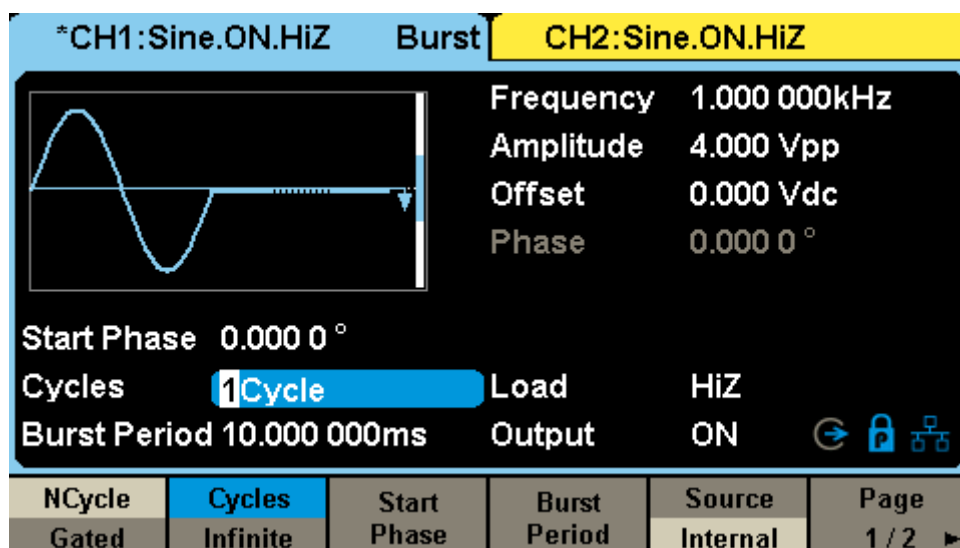 *CH1:Sine.ON.HiZ Burst CH2:Sine.ON.HiZ
Frequency 1.000 000kHz
Amplitude 4.000 Vpp
Offset 0.000 Vdc
Phase 0.000 0 °
Start Phase 0.000 0 °
Cycles 1Cycle Load HiZ
Burst Period 10.000 000ms Output ON
NCycle Cycles Start Burst Source Page
Gated Infinite Phase Period Internal 1/2 ►